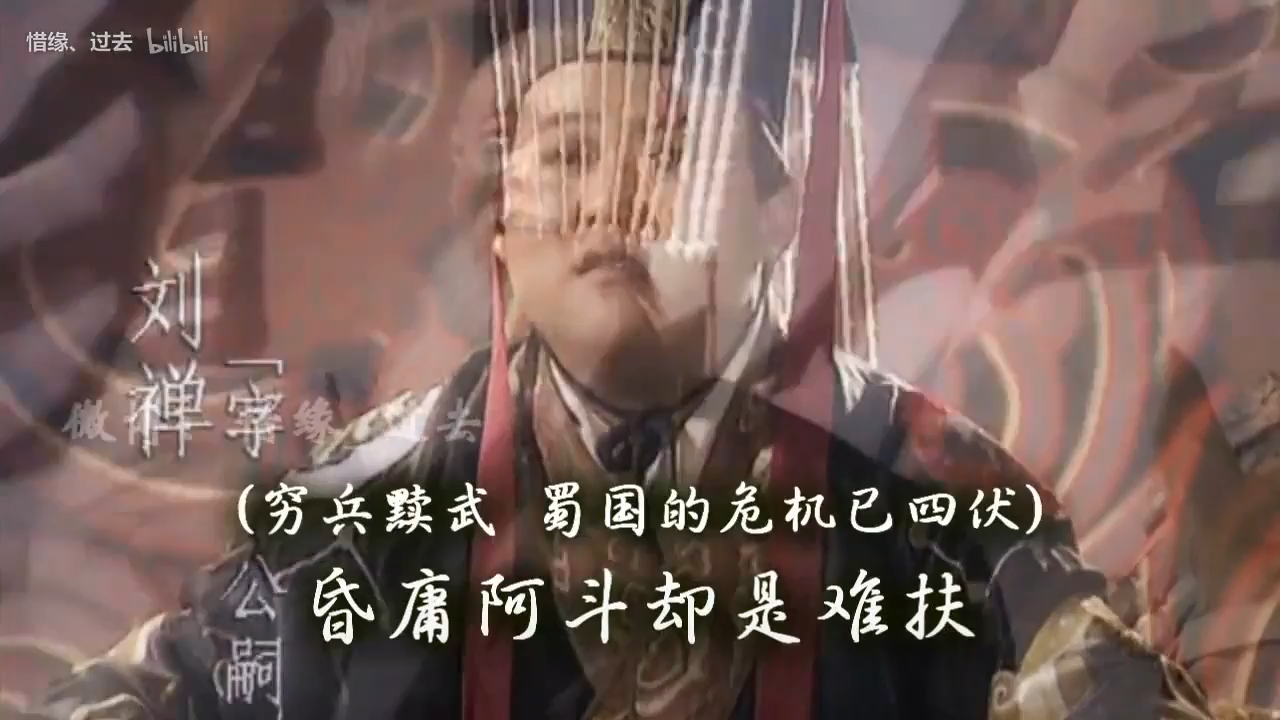 惜缘、过去 bilibili
刘禅
「字
公嗣
(穷兵黩武 蜀国的危机已四伏)
昏庸阿斗却是难扶